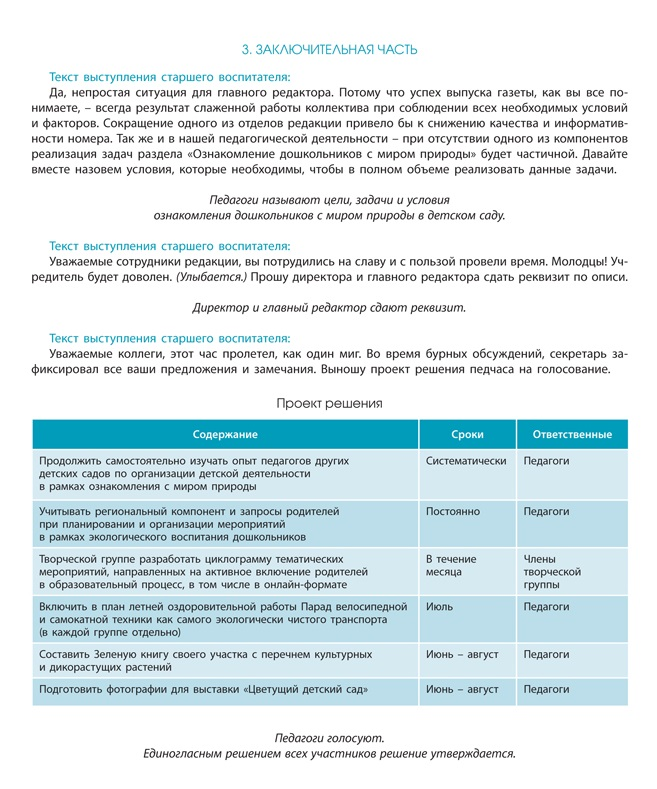 3. ЗАКЛЮЧИТЕЛЬНАЯ ЧАСТЬ
Текст выступления старшего воспитателя:
Да, непростая ситуация для главного редактора. Потому что успех выпуска газеты, как вы все по-
нимаете, – всегда результат слаженной работы коллектива при соблюдении всех необходимых условий
и факторов. Сокращение одного из отделов редакции привело бы к снижению качества и информатив-
ности номера. Так же и в нашей педагогической деятельности – при отсутствии одного из компонентов
реализация задач раздела «Ознакомление дошкольников с миром природы» будет частичной. Давайте
вместе назовем условия, которые необходимы, чтобы в полном объеме реализовать данные задачи.
Педагоги называют цели, задачи и условия
ознакомления дошкольников с миром природы в детском саду.
Текст выступления старшего воспитателя:
Уважаемые сотрудники редакции, вы потрудились на славу и с пользой провели время. Молодцы! Уч-
редитель будет доволен. (Улыбается.) Прошу директора и главного редактора сдать реквизит по описи.
Директор и главный редактор сдают реквизит.
Текст выступления старшего воспитателя:
Уважаемые коллеги, этот час пролетел, как один миг. Во время бурных обсуждений, секретарь за-
фиксировал все ваши предложения и замечания. Выношу проект решения педчаса на голосование.
Проект решения
Содержание Сроки Ответственные
Продолжить самостоятельно изучать опыт педагогов других Систематически Педагоги
детских садов по организации детской деятельности
в рамках ознакомления с миром природы
Учитывать региональный компонент и запросы родителей Постоянно Педагоги
при планировании и организации мероприятий
в рамках экологического воспитания дошкольников
Творческой группе разработать циклограмму тематических В течение Члены
мероприятий, направленных на активное включение родителей месяца творческой
в образовательный процесс, в том числе в онлайн-формате группы
Включить в план летней оздоровительной работы Парад велосипедной Июль Педагоги
и самокатной техники как самого экологически чистого транспорта
(в каждой группе отдельно)
Составить Зеленую книгу своего участка с перечнем культурных Июнь – август Педагоги
и дикорастущих растений
Подготовить фотографии для выставки «Цветущий детский сад» Июнь – август Педагоги
Педагоги голосуют.
Единогласным решением всех участников решение утверждается.